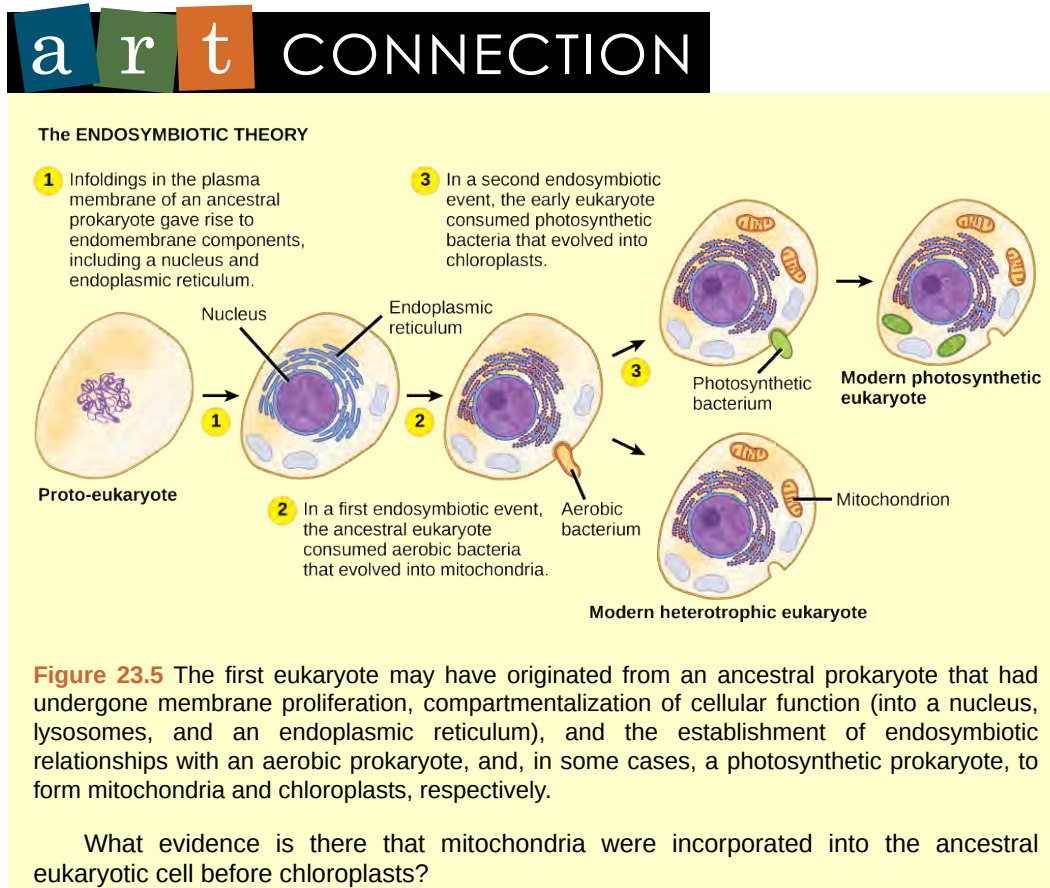 art CONNECTION
The ENDOSYMBIOTIC THEORY
1 Infoldings in the plasma
membrane of an ancestral
prokaryote gave rise to
endomembrane components,
including a nucleus and
endoplasmic reticulum.
3 In a second endosymbiotic
event, the early eukaryote
consumed photosynthetic
bacteria that evolved into
chloroplasts.
Nucleus
Endoplasmic
reticulum
1
2
3
Photosynthetic
bacterium
Modern photosynthetic
eukaryote
Proto-eukaryote
2 In a first endosymbiotic event,
the ancestral eukaryote
consumed aerobic bacteria
that evolved into mitochondria.
Aerobic
bacterium
Mitochondrion
Modern heterotrophic eukaryote
Figure 23.5 The first eukaryote may have originated from an ancestral prokaryote that had
undergone membrane proliferation, compartmentalization of cellular function (into a nucleus,
lysosomes, and an endoplasmic reticulum), and the establishment of endosymbiotic
relationships with an aerobic prokaryote, and, in some cases, a photosynthetic prokaryote, to
form mitochondria and chloroplasts, respectively.
What evidence is there that mitochondria were incorporated into the ancestral
eukaryotic cell before chloroplasts?